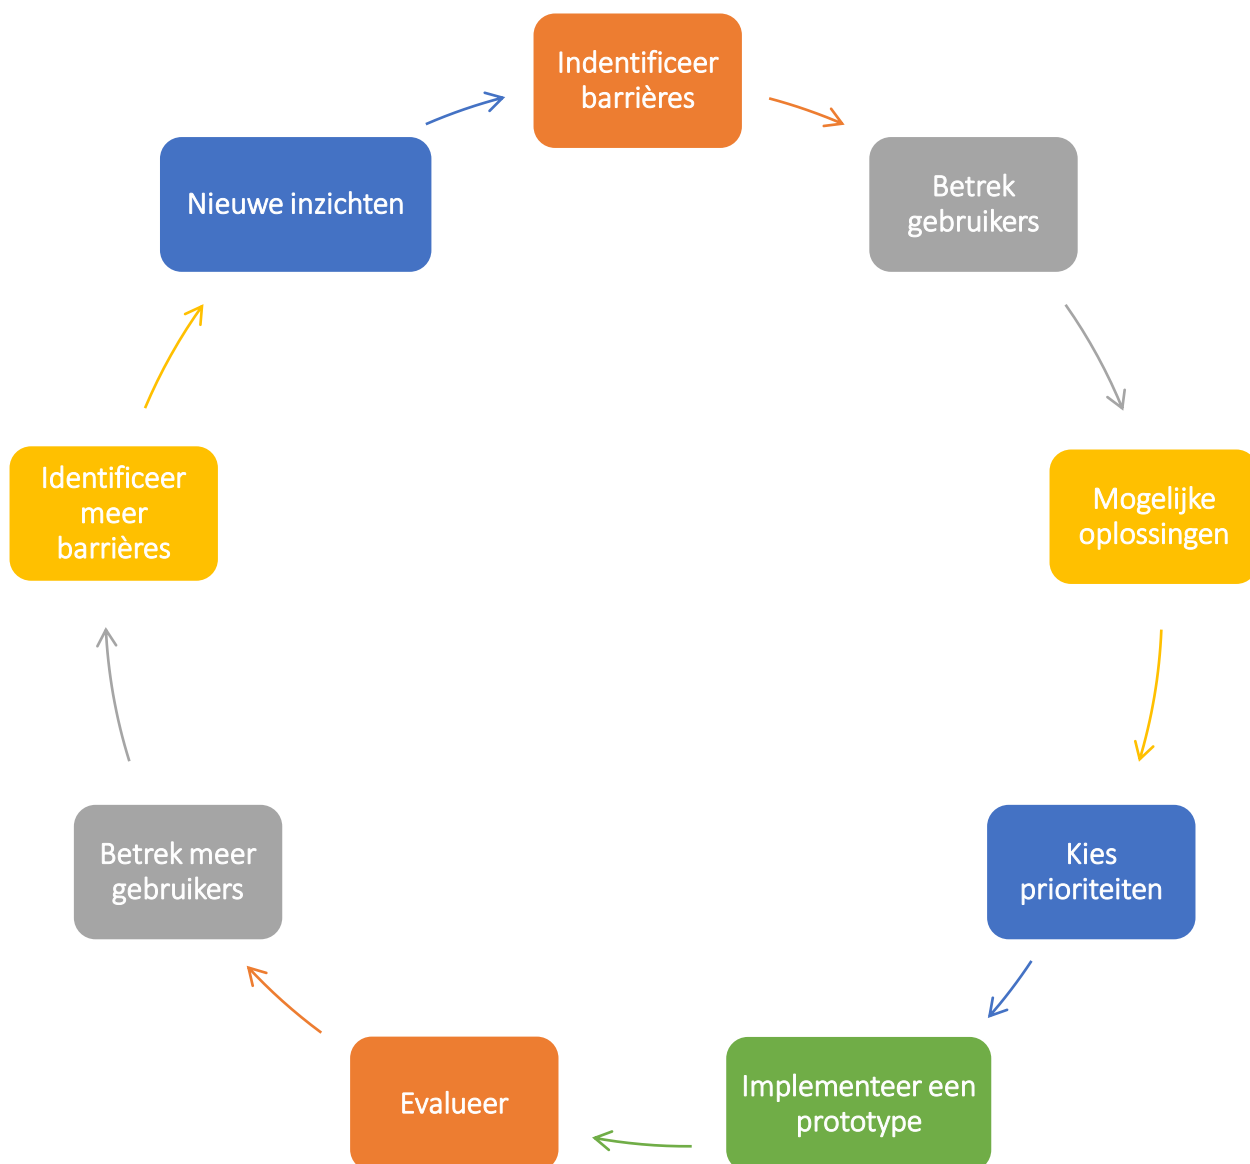 Indentificeer
barrières
Betrek
gebruikers
Mogelijke
oplossingen
Kies
prioriteiten
Implementeer een
prototype
Evalueer
Betrek meer
gebruikers
Identificeer
meer
barrières
Nieuwe inzichten